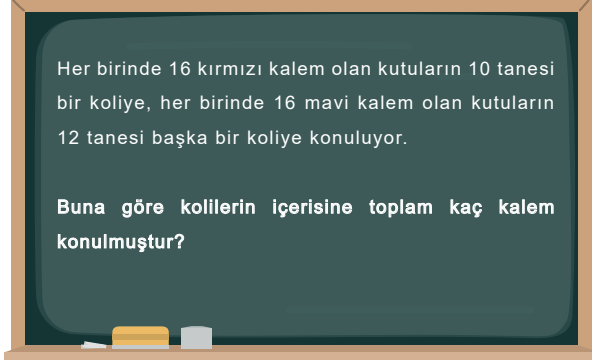 Her birinde 16 kırmızı kalem olan kutuların 10 tanesi
bir koliye, her birinde 16 mavi kalem olan kutuların
12 tanesi başka bir koliye konuluyor.
Buna göre kolilerin içerisine toplam kaç kalem
konulmuştur?